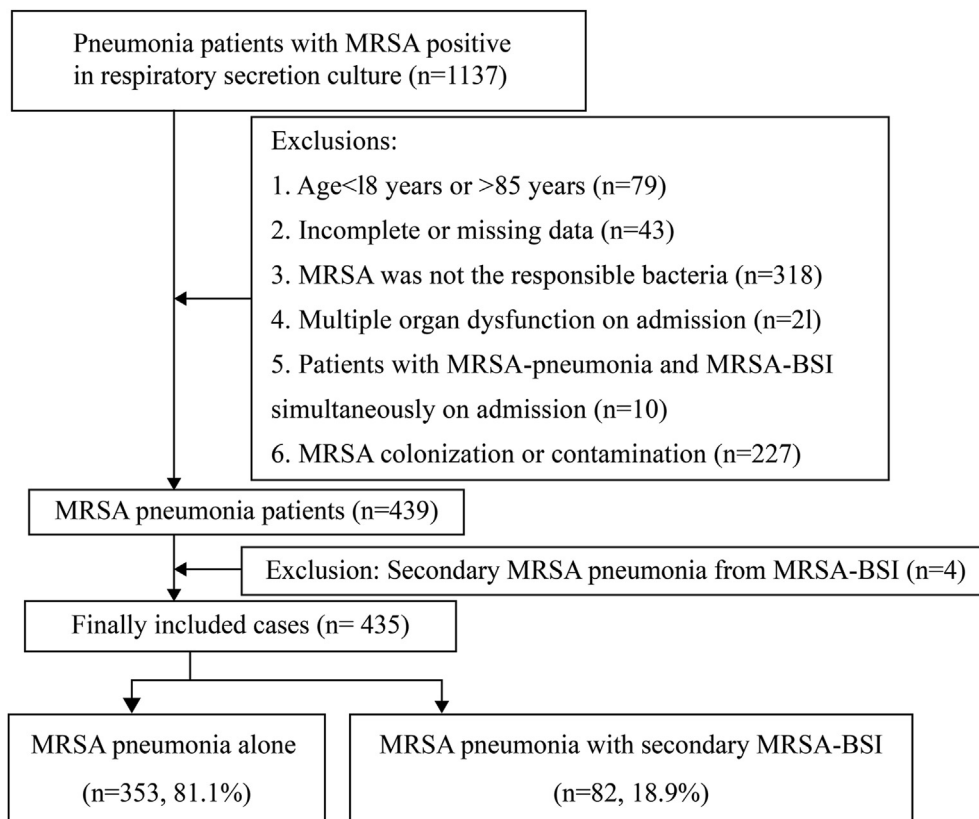 Pneumonia patients with MRSA positive
in respiratory secretion culture (n=1137)
Exclusions:
1. Age<l8 years or >85 years (n=79)
2. Incomplete or missing data (n=43)
3. MRSA was not the responsible bacteria (n=318)
4. Multiple organ dysfunction on admission (n=2l)
5. Patients with MRSA-pneumonia and MRSA-BSI
simultaneously on admission (n=10)
6. MRSA colonization or contamination (n=227)
MRSA pneumonia patients (n=439)
Exclusion: Secondary MRSA pneumonia from MRSA-BSI (n=4)
Finally included cases (n= 435)
MRSA pneumonia alone
(n=353, 81.1%)
MRSA pneumonia with secondary MRSA-BSI
(n=82, 18.9%)